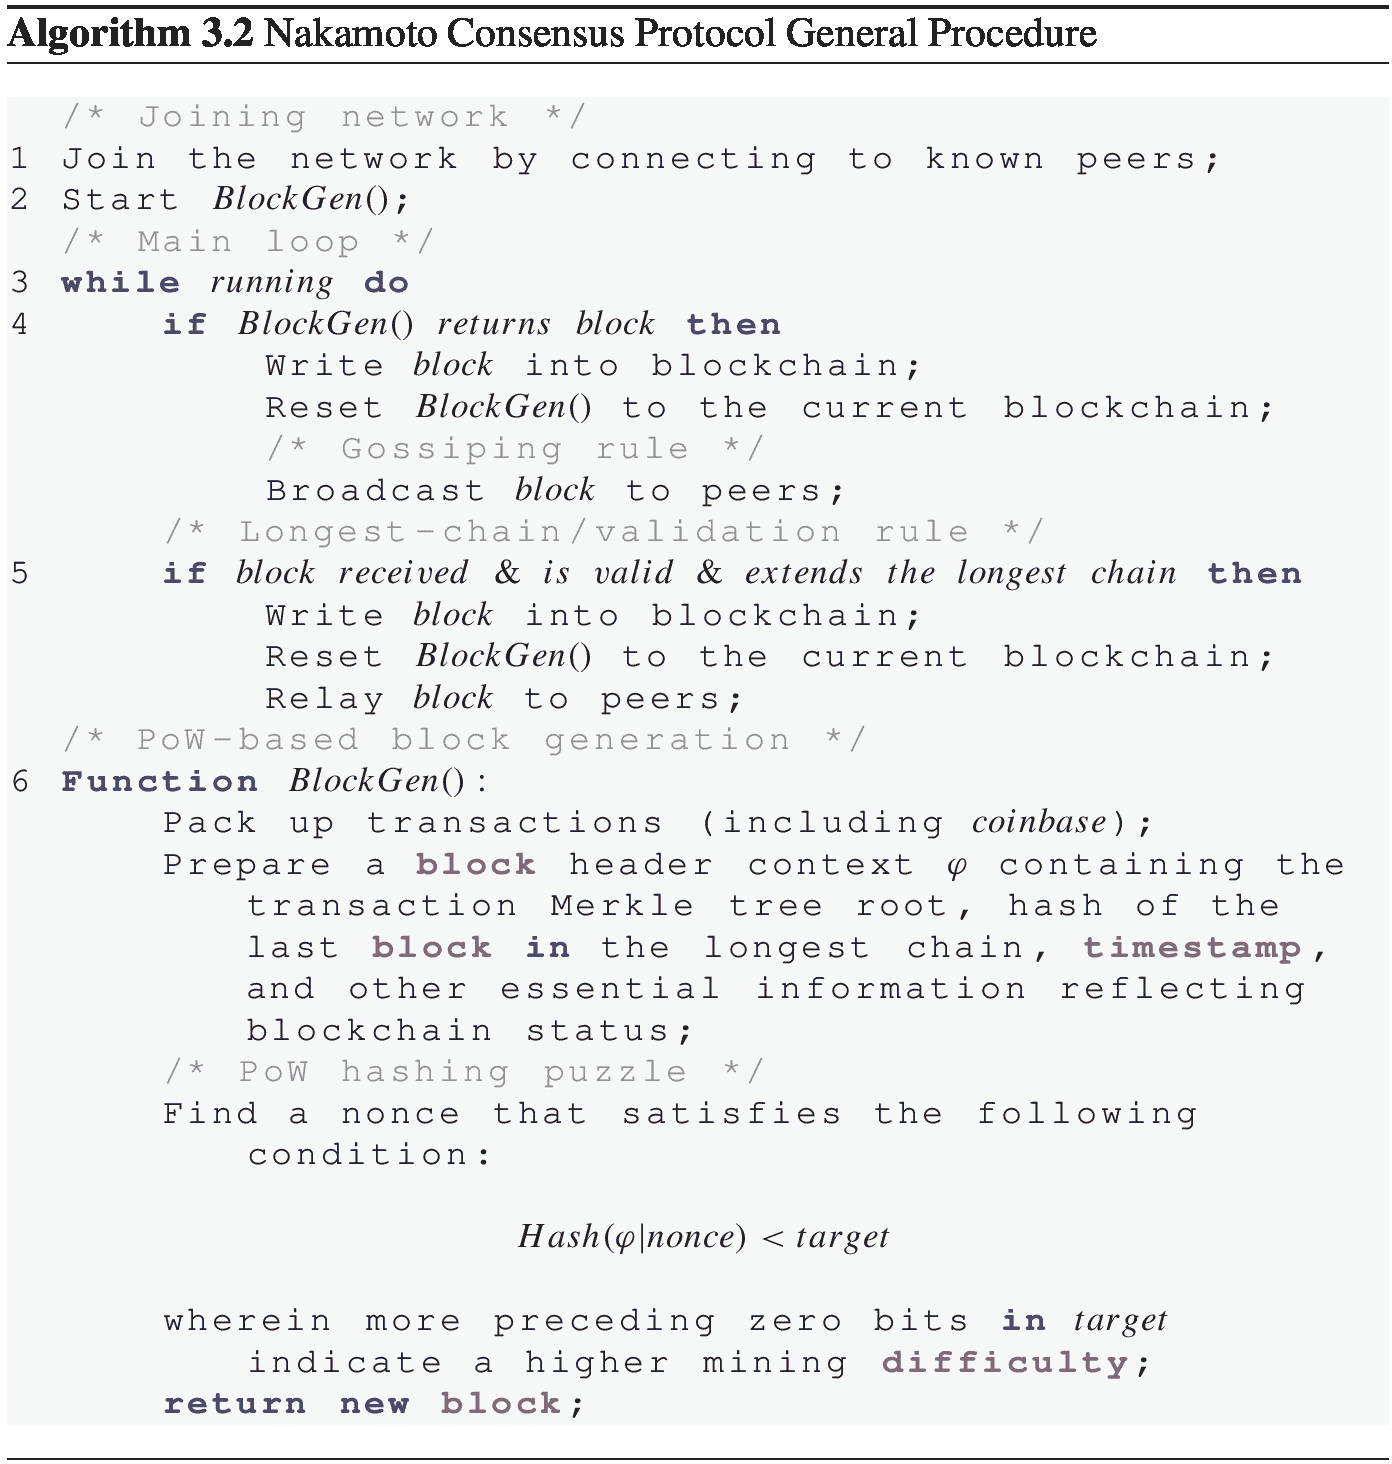 Algorithm 3.2 Nakamoto Consensus Protocol General Procedure
/* Joining network */
1 Join the network by connecting to known peers;
2 Start BlockGen();
/* Main loop */
3 while running do
4 if BlockGen() returns block then
Write block into blockchain;
Reset BlockGen() to the current blockchain;
/* Gossiping rule */
Broadcast block to peers;
/* Longest-chain/validation rule */
5 if block received & is valid & extends the longest chain then
Write block into blockchain;
Reset BlockGen() to the current blockchain;
Relay block to peers;
/* PoW-based block generation */
6 Function BlockGen():
Pack up transactions (including coinbase);
Prepare a block header context φ containing the
transaction Merkle tree root, hash of the
last block in the longest chain, timestamp,
and other essential information reflecting
blockchain status;
/* PoW hashing puzzle */
Find a nonce that satisfies the following
condition:
Hash(φ|nonce) < target
wherein more preceding zero bits in target
indicate a higher mining difficulty;
return new block;